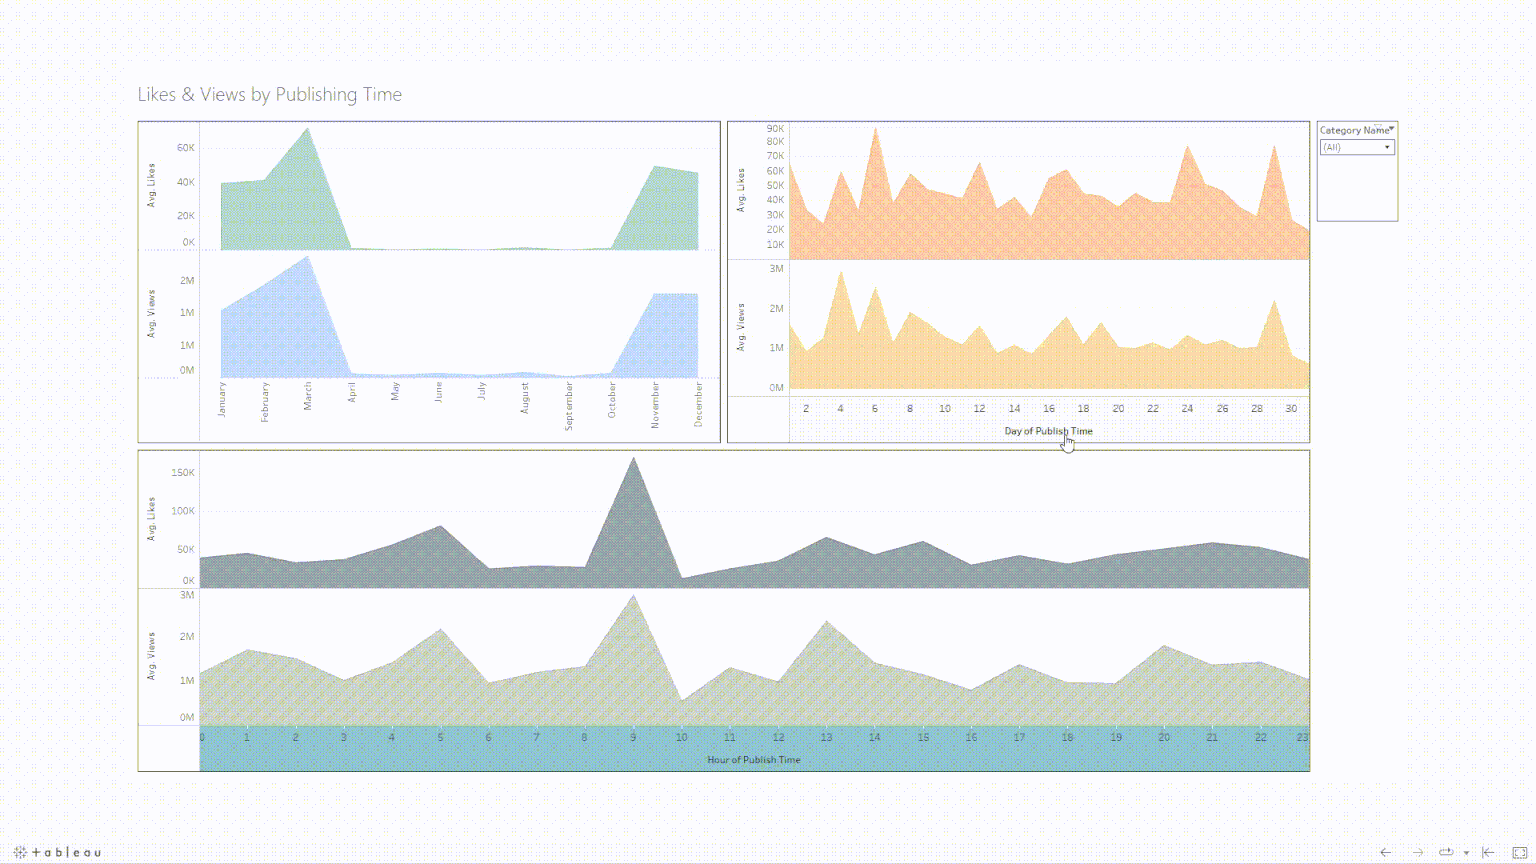 Likes & Views by Publishing Time
Avg. Likes
60K
40K
20K
0K
Avg. Views
2M
1M
1M
0M
January
February
March
April
May
June
July
August
September
October
November
December
Avg. Likes
90K
80K
70K
60K
50K
40K
30K
20K
10K
Avg. Views
3M
2M
1M
0M
2 4 6 8 10 12 14 16 18 20 22 24 26 28 30
Day of Publish Time
Category Name
(All)
Avg. Likes
150K
100K
50K
0K
Avg. Views
3M
2M
1M
0M
0 1 2 3 4 5 6 7 8 9 10 11 12 13 14 15 16 17 18 19 20 21 22 23
Hour of Publish Time
+ableau